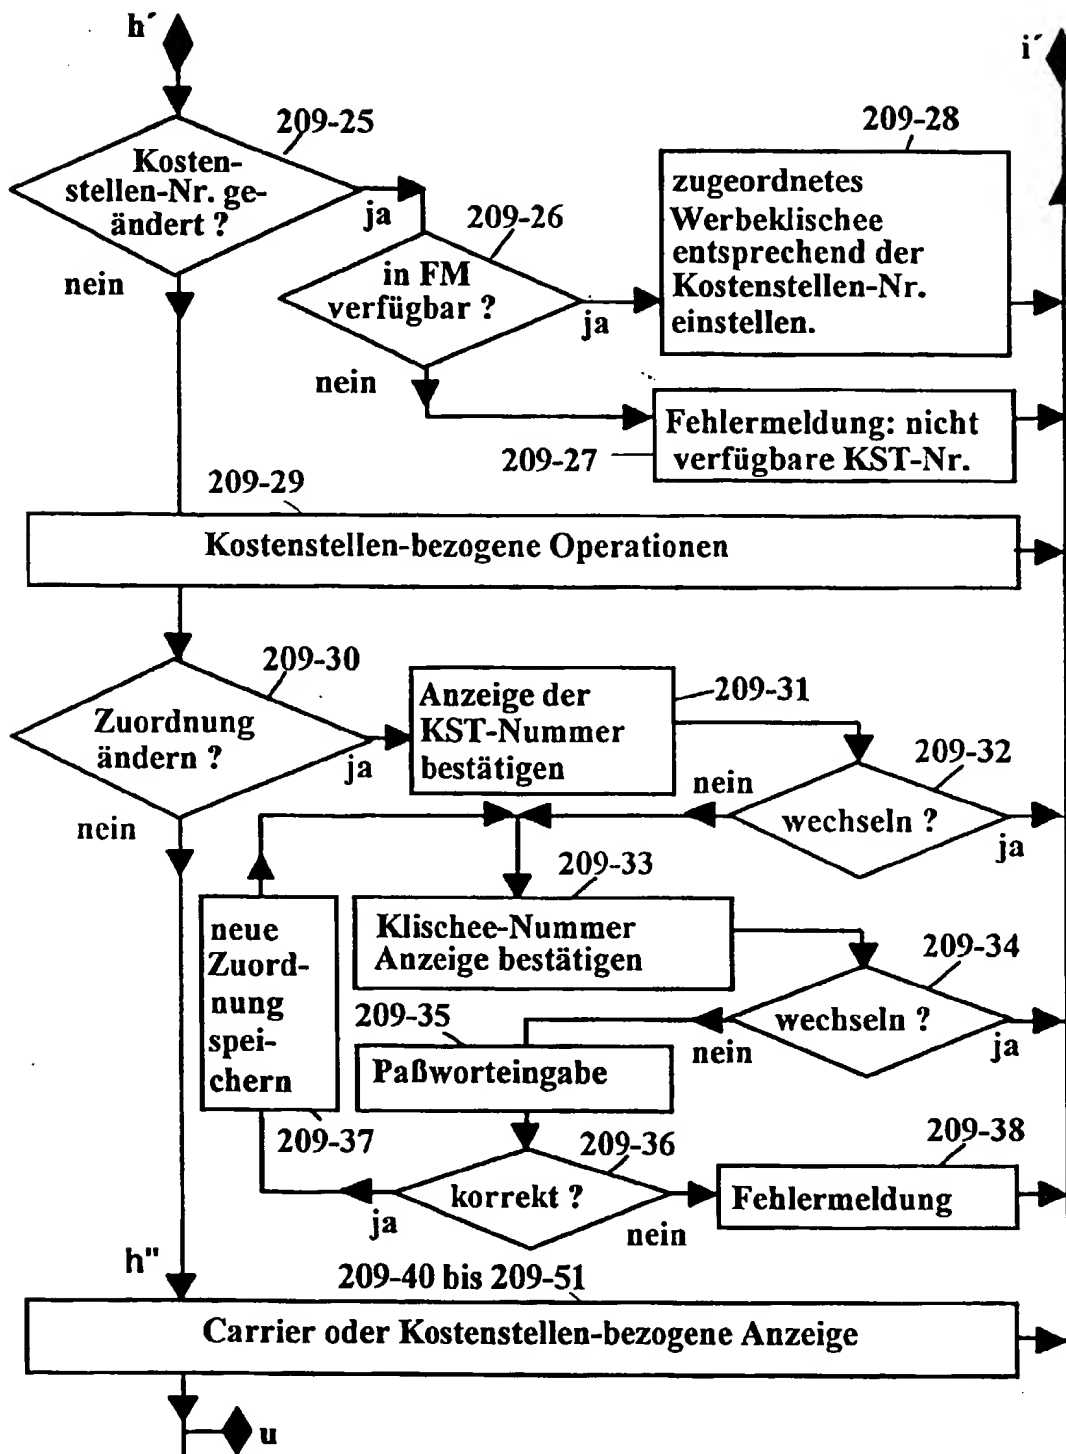 h´
i´
209-25
Kosten-
stellen-Nr. ge-
ändert ?
ja
nein
209-26
in FM
verfügbar ?
ja
nein
209-28
zugeordnetes
Werbeklischee
entsprechend der
Kostenstellen-Nr.
einstellen.
Fehlermeldung: nicht
verfügbare KST-Nr.
209-27
209-29
Kostenstellen-bezogene Operationen
209-30
Zuordnung
ändern ?
ja
nein
Anzeige der
KST-Nummer
bestätigen
209-31
209-32
nein
wechseln ?
ja
209-33
Klischee-Nummer
Anzeige bestätigen
209-34
wechseln ?
nein
ja
neue
Zuord-
nung
spei-
chern
209-37
209-35
Paßworteingabe
209-36
korrekt ?
ja
nein
209-38
Fehlermeldung
h"
209-40 bis 209-51
Carrier oder Kostenstellen-bezogene Anzeige
u